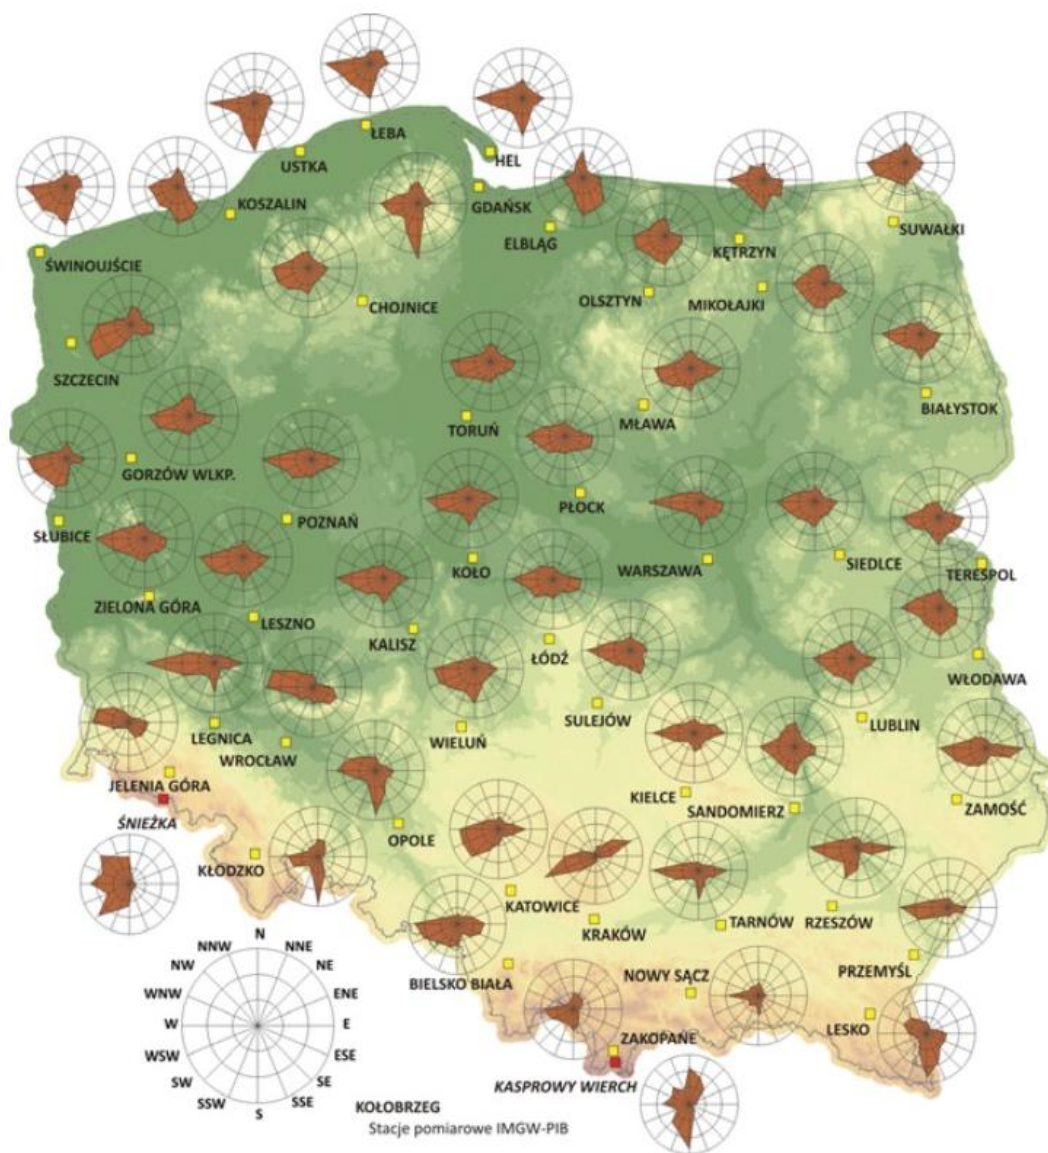 ŁEBA
USTKA
HEL
KOSZALIN
GDAŃSK
ELBLĄG
KĘTRZYN
SUWAŁKI
ŚWINOUJŚCIE
CHOJNICE
OLSZTYN
MIKOŁAJKI
SZCZECIN
TORUŃ
MŁAWA
BIAŁYSTOK
GORZÓW WLKP.
PŁOCK
SŁUBICE
POZNAŃ
KOŁO
WARSZAWA
SIEDLCE
TERESPOL
ZIELONA GÓRA
LESZNO
KALISZ
ŁÓDŹ
WŁODAWA
LEGNICA
WROCŁAW
WIELUŃ
SULEJÓW
LUBLIN
JELENIA GÓRA
ŚNIEŻKA
OPOLE
KIELCE
SANDOMIERZ
ZAMOŚĆ
KŁODZKO
KATOWICE
KRAKÓW
TARNÓW
RZESZÓW
BIELSKO BIAŁA
NOWY SĄCZ
PRZEMYŚL
ZAKOPANE
LESKO
KASPROWY WIERCH
N
NNW
NNE
NW
NE
WNW
ENE
W
E
WSW
ESE
SW
SE
SSW
SSE
S
KOŁOBRZEG
Stacje pomiarowe IMGW-PIB